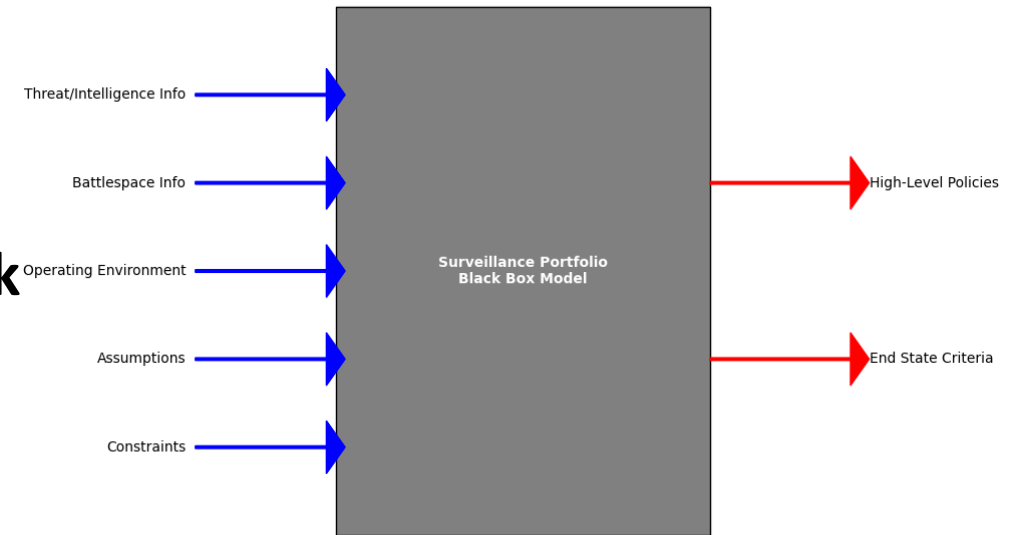 Threat/Intelligence Info
Battlespace Info
High-Level Policies
k
Operating Environment
Surveillance Portfolio
Black Box Model
Assumptions
End State Criteria
Constraints